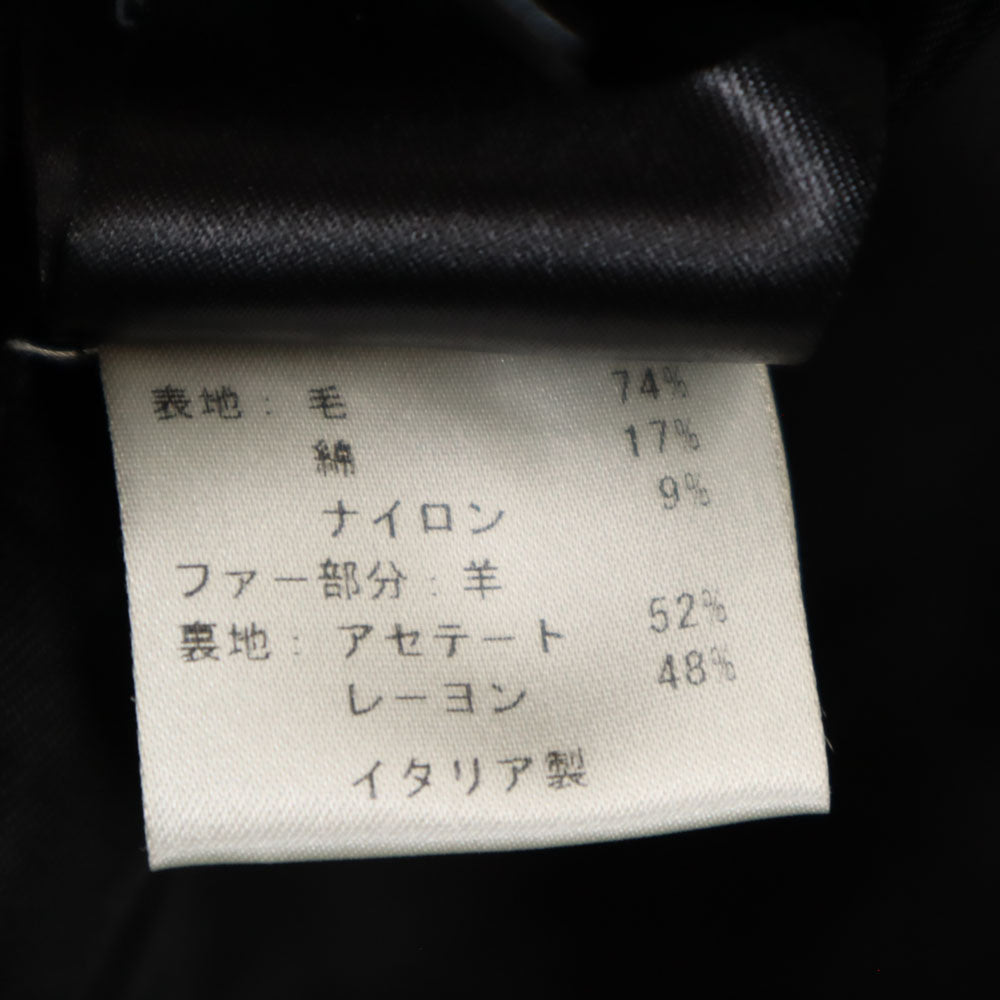 表地: 毛 74%
綿 17%
ナイロン 9%
ファー部分: 羊
裏地: アセテート 52%
レーヨン 48%
イタリア製